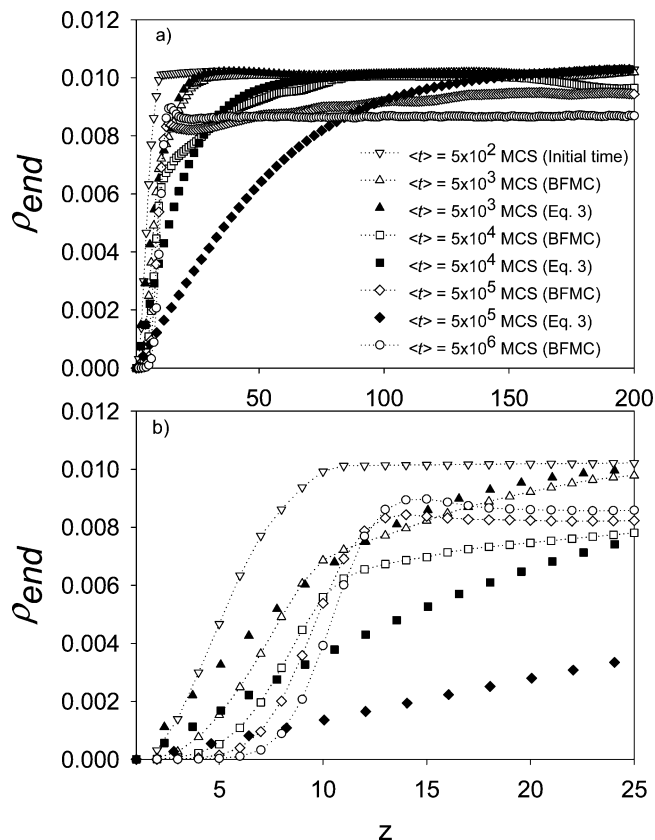 0.012
a)
0.010
0.008
0.006
0.004
0.002
0.000
ρend
<t> = 5x10² MCS (Initial time)
<t> = 5x10³ MCS (BFMC)
<t> = 5x10³ MCS (Eq. 3)
<t> = 5x10⁴ MCS (BFMC)
<t> = 5x10⁴ MCS (Eq. 3)
<t> = 5x10⁵ MCS (BFMC)
<t> = 5x10⁵ MCS (Eq. 3)
<t> = 5x10⁶ MCS (BFMC)
50 100 150 200
0.012
b)
0.010
0.008
0.006
0.004
0.002
0.000
ρend
5 10 15 20 25
z